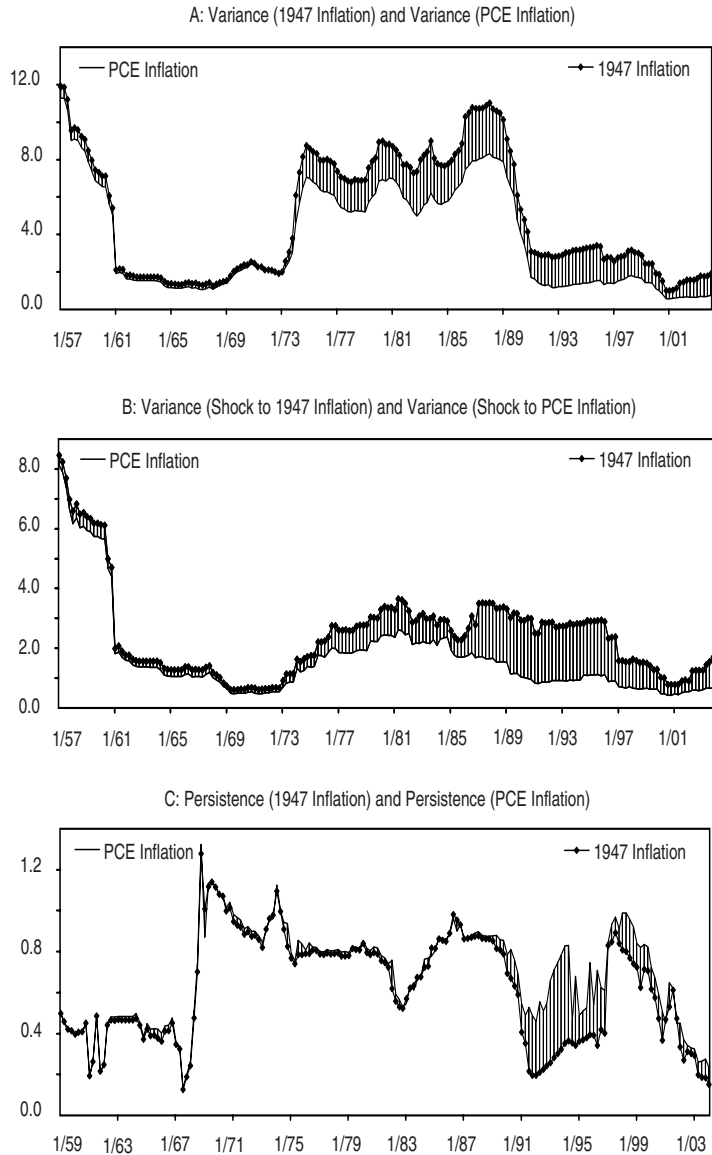 A: Variance (1947 Inflation) and Variance (PCE Inflation)
PCE Inflation
1947 Inflation
12.0
8.0
4.0
0.0
1/57 1/61 1/65 1/69 1/73 1/77 1/81 1/85 1/89 1/93 1/97 1/01
B: Variance (Shock to 1947 Inflation) and Variance (Shock to PCE Inflation)
PCE Inflation
1947 Inflation
8.0
6.0
4.0
2.0
0.0
1/57 1/61 1/65 1/69 1/73 1/77 1/81 1/85 1/89 1/93 1/97 1/01
C: Persistence (1947 Inflation) and Persistence (PCE Inflation)
PCE Inflation
1947 Inflation
1.2
0.8
0.4
0.0
1/59 1/63 1/67 1/71 1/75 1/79 1/83 1/87 1/91 1/95 1/99 1/03